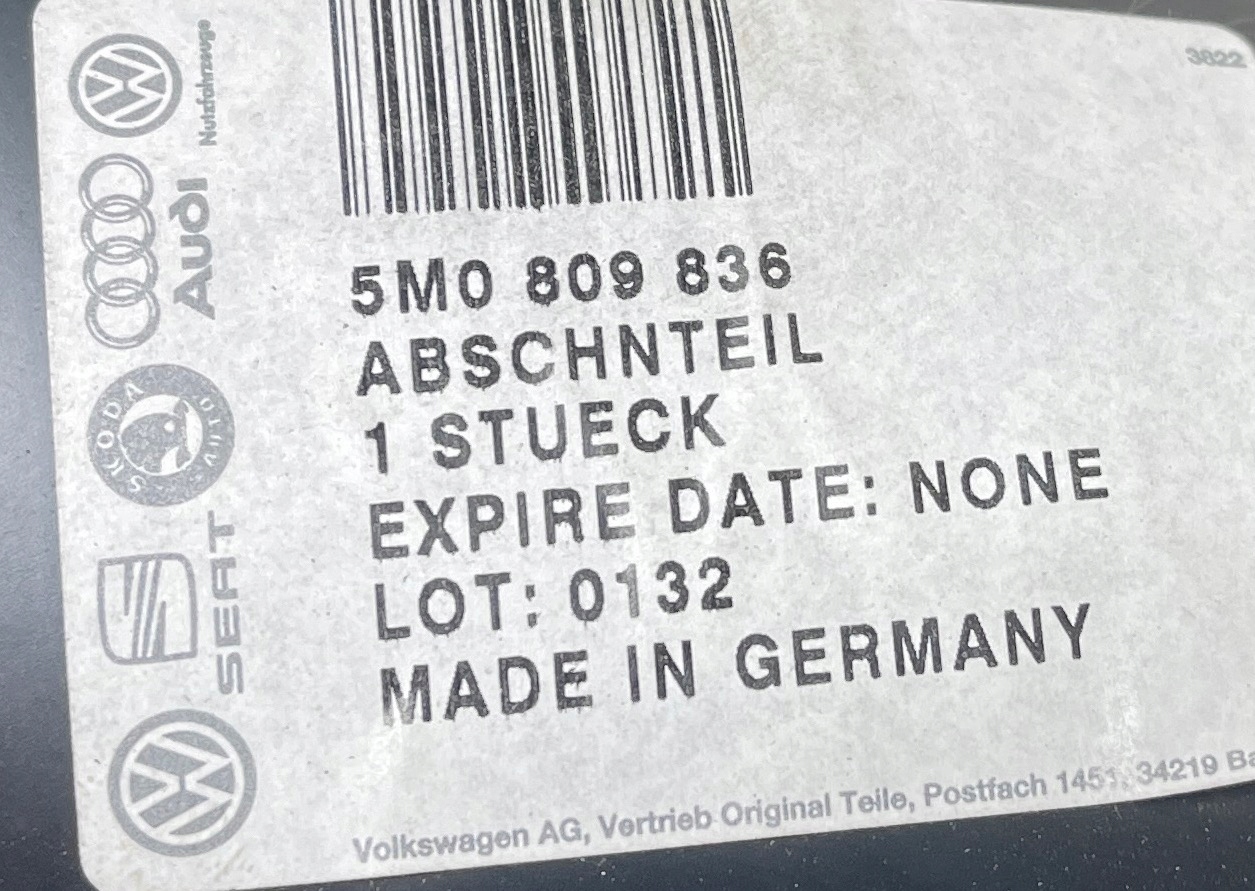 3022
5M0 809 836
ABSCHNTEIL
1 STUECK
EXPIRE DATE: NONE
LOT: 0132
MADE IN GERMANY
Volkswagen AG, Vertrieb Original Teile, Postfach 1451, 34219
Nutzfahrzeuge
AUDI
SKODA
AUTO
SEAT